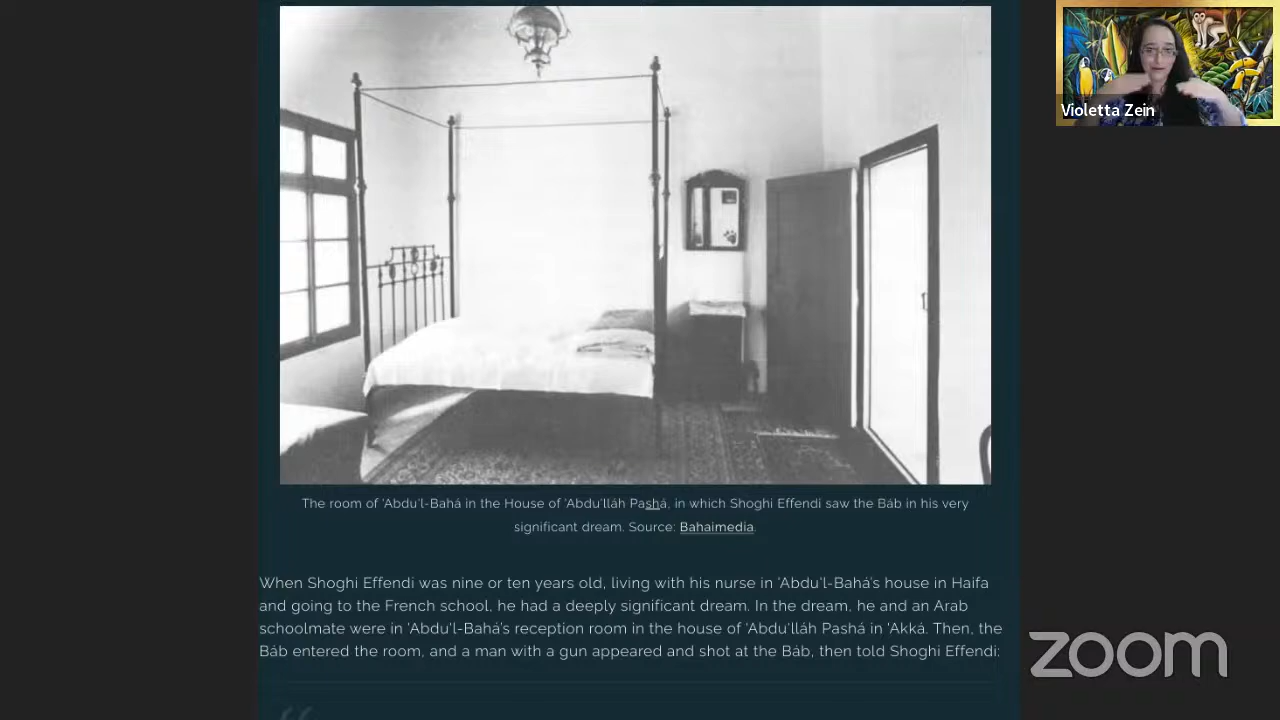 Violetta Zein
The room of 'Abdu'l-Bahá in the House of 'Abdu'lláh Pashá, in which Shoghi Effendi saw the Báb in his very
significant dream. Source: Bahaimedia.
When Shoghi Effendi was nine or ten years old, living with his nurse in 'Abdu'l-Bahá's house in Haifa
and going to the French school, he had a deeply significant dream. In the dream, he and an Arab
schoolmate were in 'Abdu'l-Bahá's reception room in the house of 'Abdu'lláh Pashá in 'Akká. Then, the
Báb entered the room, and a man with a gun appeared and shot at the Báb, then told Shoghi Effendi:
zoom